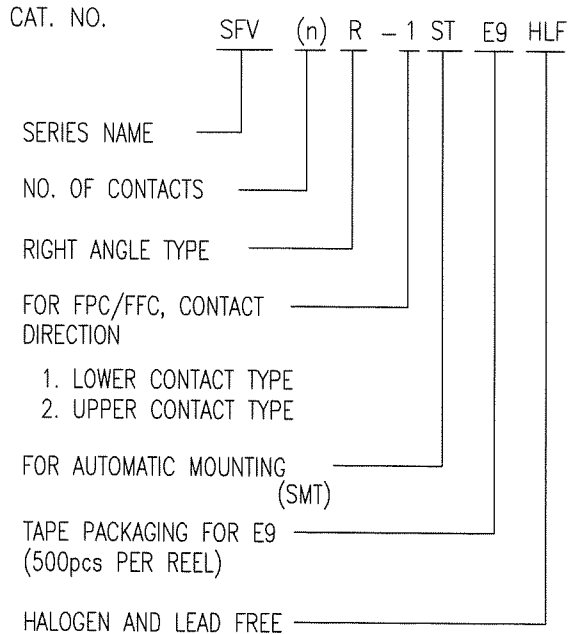 CAT. NO.
SFV (n) R - 1 ST E9 HLF
SERIES NAME
NO. OF CONTACTS
RIGHT ANGLE TYPE
FOR FPC/FFC, CONTACT
DIRECTION
1. LOWER CONTACT TYPE
2. UPPER CONTACT TYPE
FOR AUTOMATIC MOUNTING
(SMT)
TAPE PACKAGING FOR E9
(500pcs PER REEL)
HALOGEN AND LEAD FREE